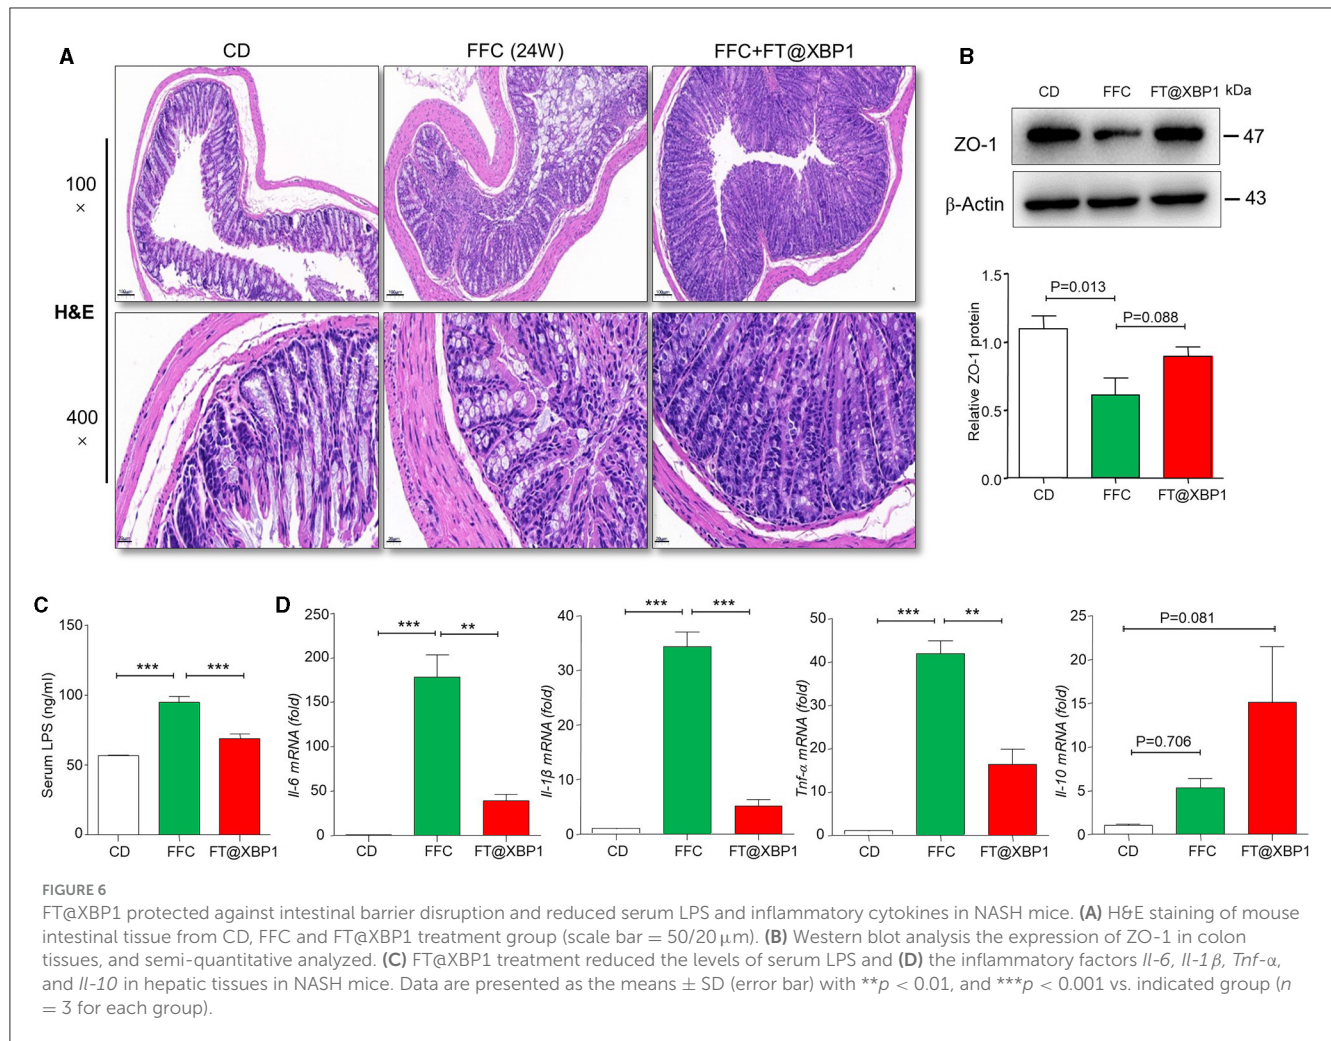 A
CD
FFC (24W)
FFC+FT@XBP1
100
×
H&E
400
×
B
CD
FFC
FT@XBP1
kDa
ZO-1
47
β-Actin
43
Relative ZO-1 protein
1.5
1.0
0.5
0.0
P=0.013
P=0.088
CD
FFC
FT@XBP1
C
Serum LPS (ng/ml)
150
100
50
0
***
***
CD
FFC
FT@XBP1
D
Il-6 mRNA (fold)
250
200
150
100
50
0
***
**
CD
FFC
FT@XBP1
Il-1β mRNA (fold)
40
30
20
10
0
***
***
CD
FFC
FT@XBP1
Tnf-α mRNA (fold)
50
40
30
20
10
0
***
**
CD
FFC
FT@XBP1
Il-10 mRNA (fold)
25
20
15
10
5
0
P=0.081
P=0.706
CD
FFC
FT@XBP1
FIGURE 6
FT@XBP1 protected against intestinal barrier disruption and reduced serum LPS and inflammatory cytokines in NASH mice. (A) H&E staining of mouse
intestinal tissue from CD, FFC and FT@XBP1 treatment group (scale bar = 50/20 μm). (B) Western blot analysis the expression of ZO-1 in colon
tissues, and semi-quantitative analyzed. (C) FT@XBP1 treatment reduced the levels of serum LPS and (D) the inflammatory factors Il-6, Il-1β, Tnf-α,
and Il-10 in hepatic tissues in NASH mice. Data are presented as the means ± SD (error bar) with **p < 0.01, and ***p < 0.001 vs. indicated group (n
= 3 for each group).